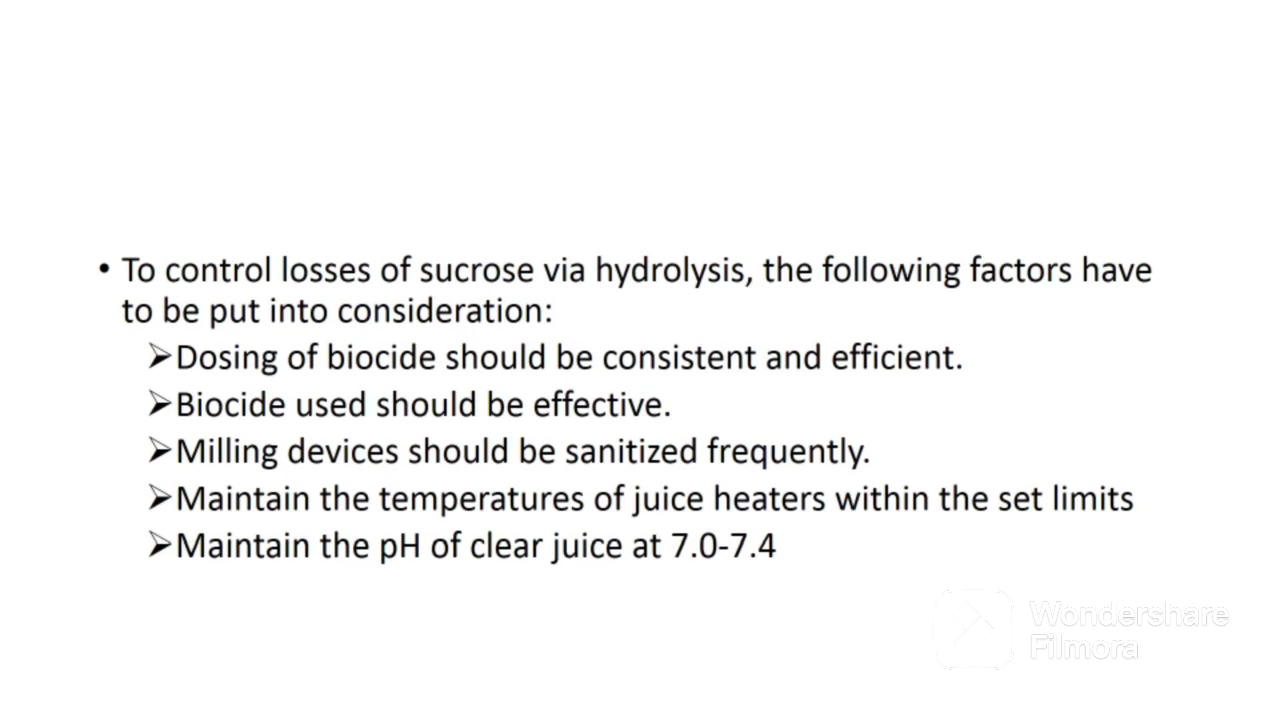 • To control losses of sucrose via hydrolysis, the following factors have
to be put into consideration:
➢Dosing of biocide should be consistent and efficient.
➢Biocide used should be effective.
➢Milling devices should be sanitized frequently.
➢Maintain the temperatures of juice heaters within the set limits
➢Maintain the pH of clear juice at 7.0-7.4
Wondershare
Filmora